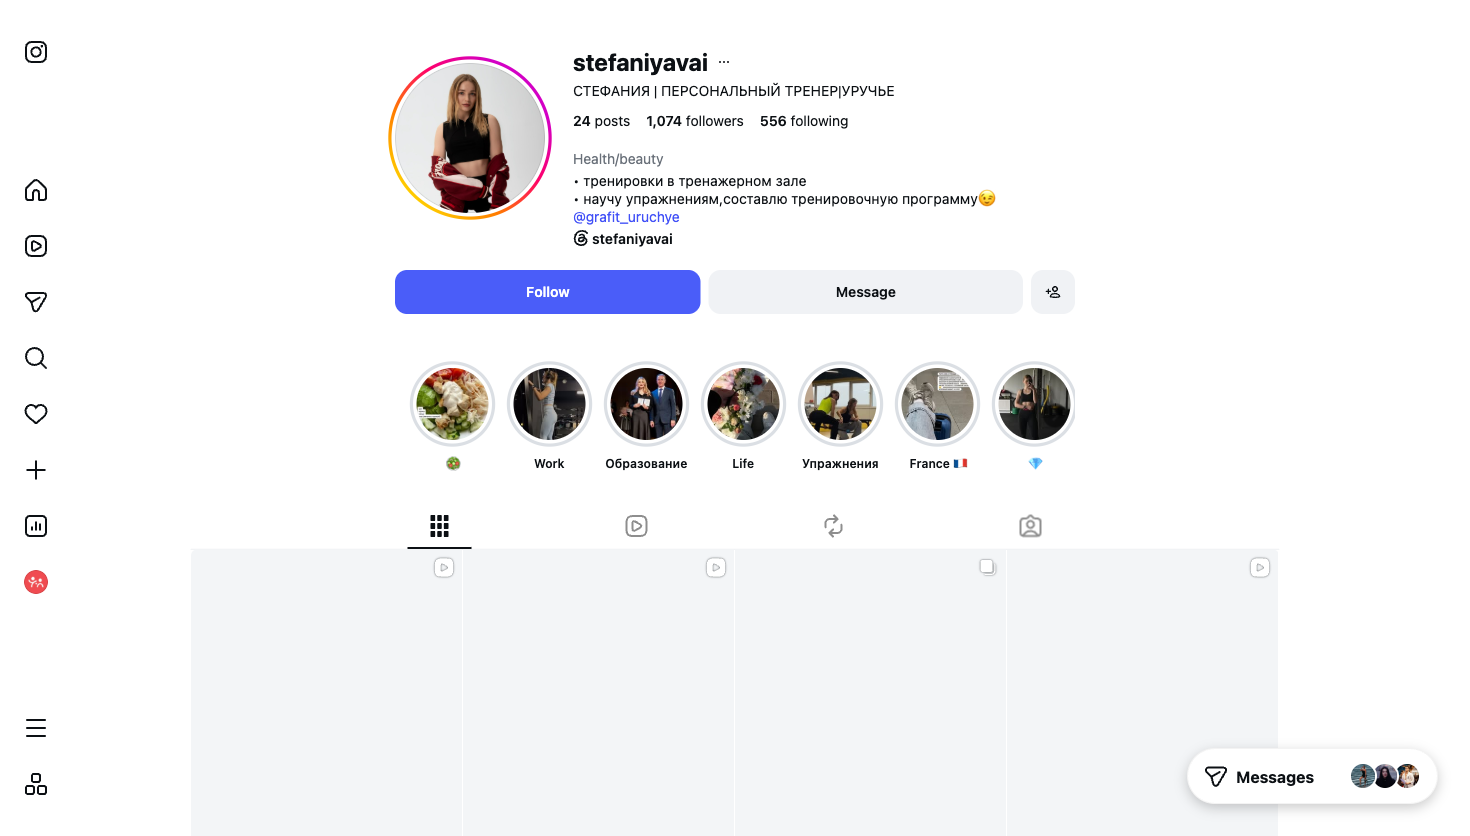 stefaniyavai ...
СТЕФАНИЯ | ПЕРСОНАЛЬНЫЙ ТРЕНЕР|УРУЧЬЕ
24 posts 1,074 followers 556 following
Health/beauty
• тренировки в тренажерном зале
• научу упражнениям,составлю тренировочную программу😉
@grafit_uruchye
stefaniyavai
Follow Message
Work Образование Life Упражнения France 🇫🇷 💎
Messages